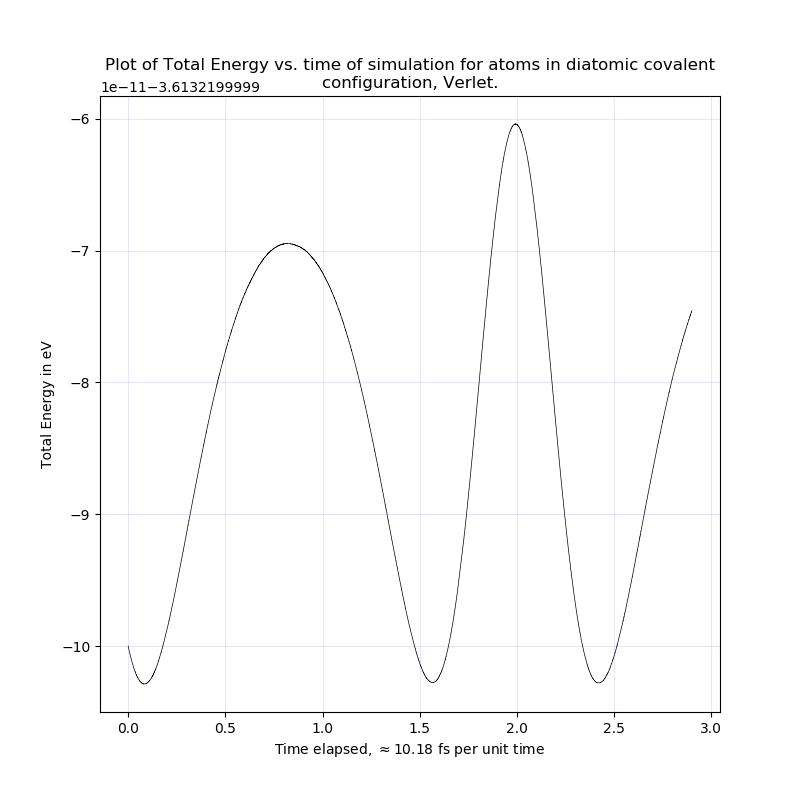 Plot of Total Energy vs. time of simulation for atoms in diatomic covalent
configuration, Verlet.
1e−11−3.6132199999
−6
−7
−8
−9
−10
Total Energy in eV
0.0 0.5 1.0 1.5 2.0 2.5 3.0
Time elapsed, ≈ 10.18 fs per unit time